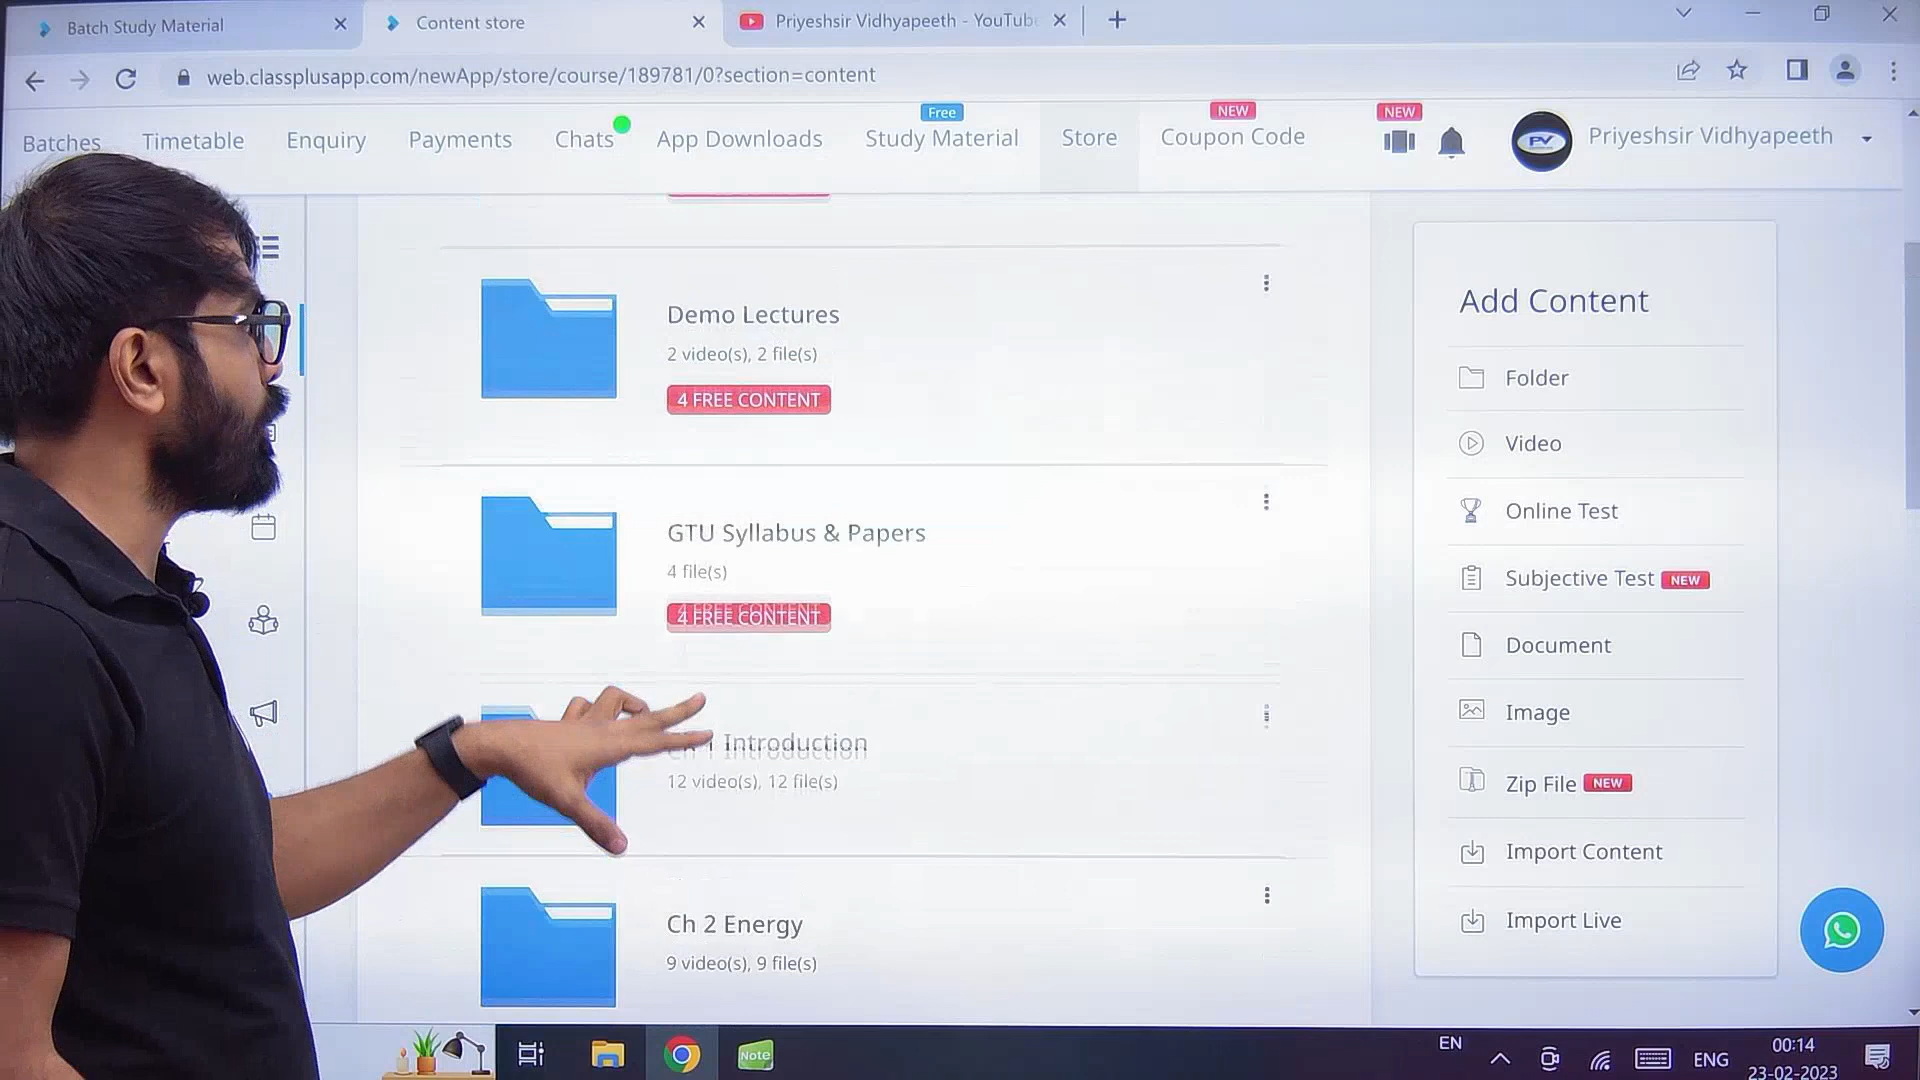 Batch Study Material
Content store
Priyeshsir Vidhyapeeth - YouTube
web.classplusapp.com/newApp/store/course/189781/0?section=content
Batches
Timetable
Enquiry
Payments
Chats
App Downloads
Free
Study Material
Store
NEW
Coupon Code
NEW
PV
Priyeshsir Vidhyapeeth
Demo Lectures
2 video(s), 2 file(s)
4 FREE CONTENT
GTU Syllabus & Papers
4 file(s)
4 FREE CONTENT
Ch 1 Introduction
12 video(s), 12 file(s)
Ch 2 Energy
9 video(s), 9 file(s)
Add Content
Folder
Video
Online Test
Subjective Test NEW
Document
Image
Zip File NEW
Import Content
Import Live
Note
EN
ENG
00:14
23-02-2023